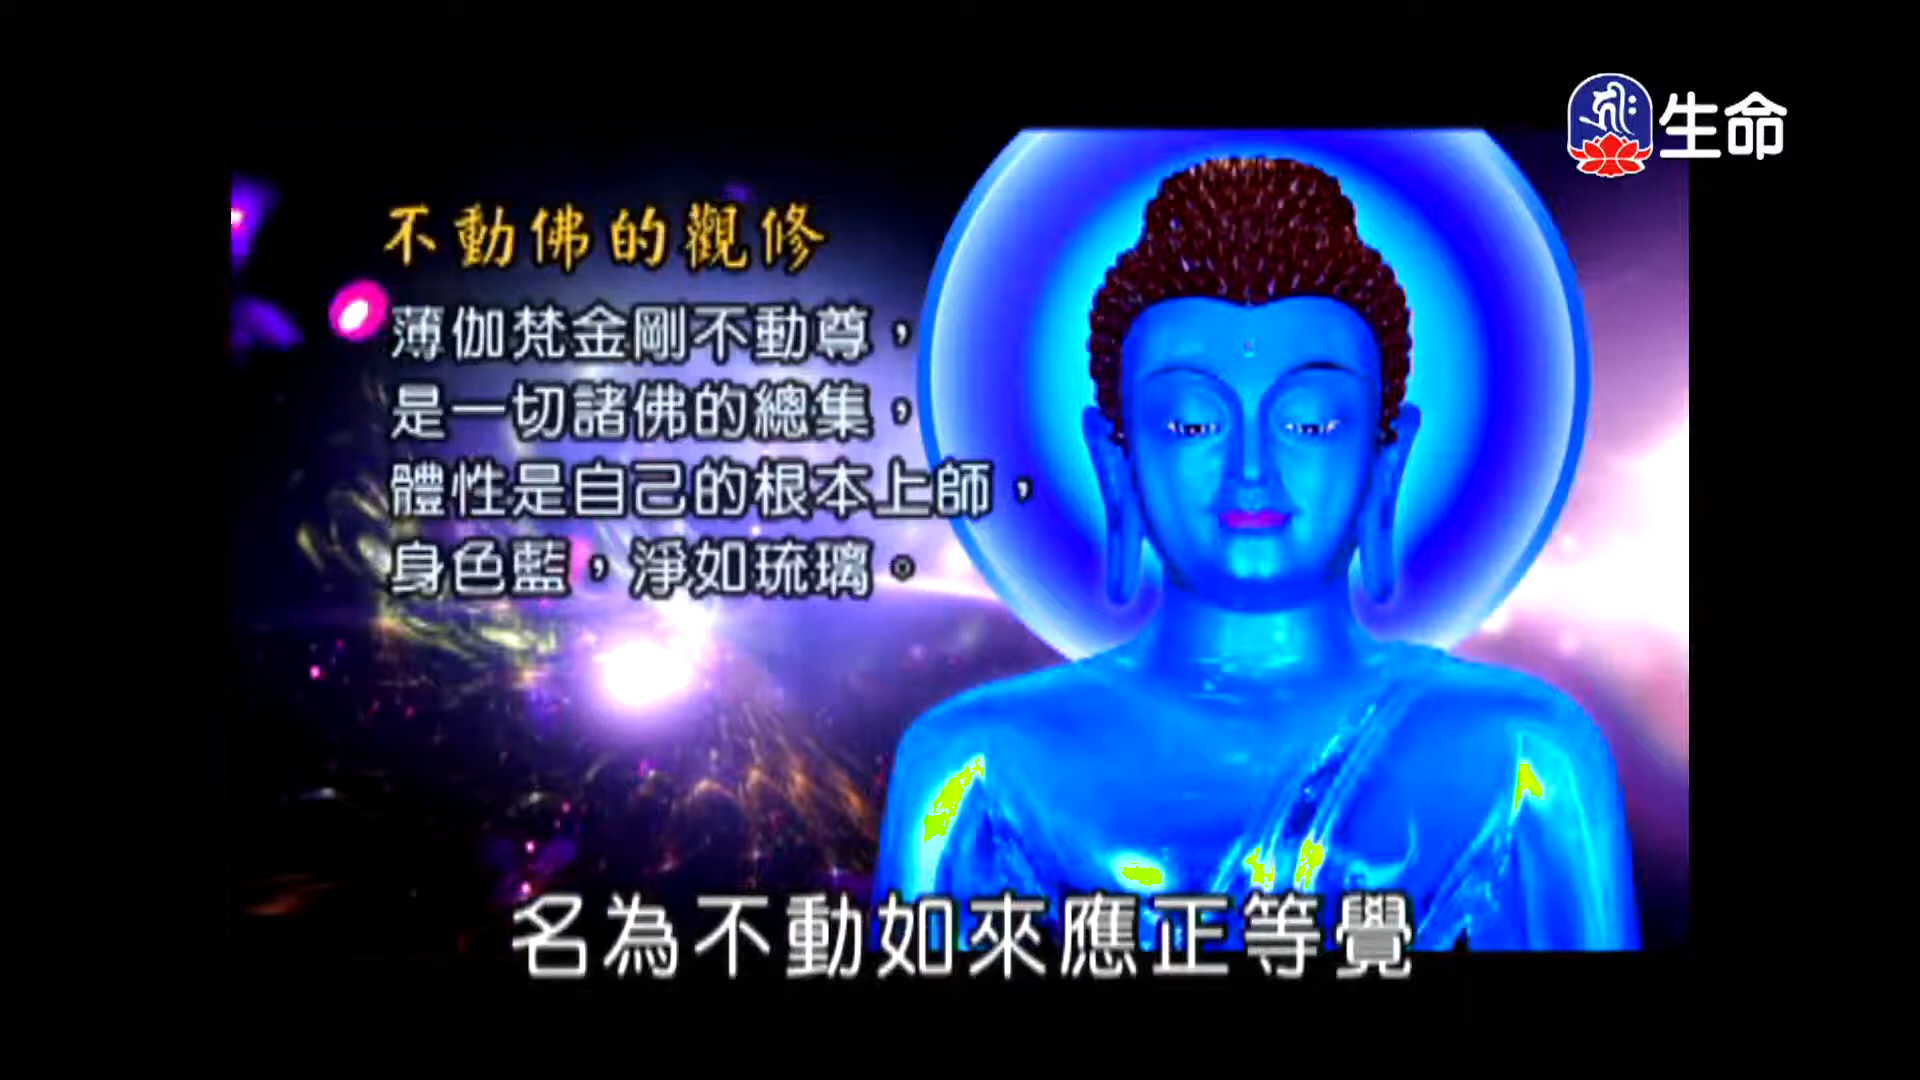 生命
不動佛的觀修
薄伽梵金剛不動尊，
是一切諸佛的總集，
體性是自己的根本上師，
身色藍，淨如琉璃。
名為不動如來應正等覺